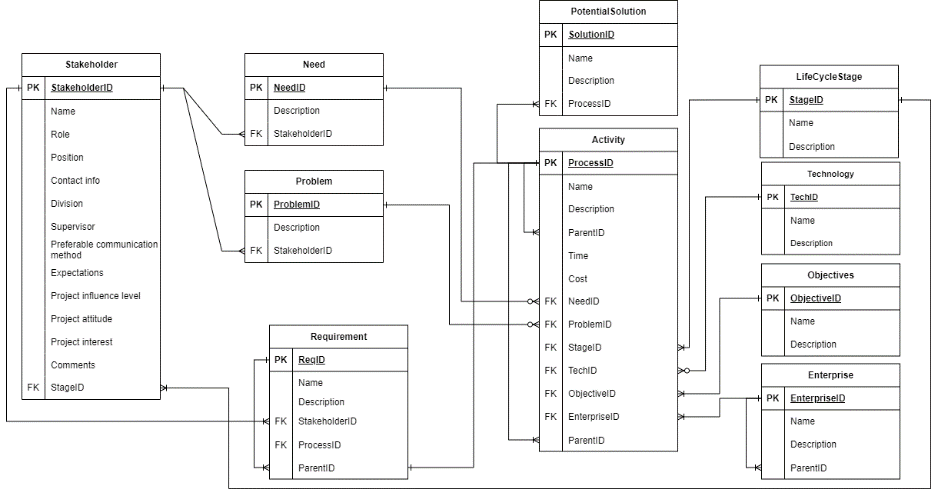 PotentialSolution
PK SolutionID
Name
Description
FK ProcessID
Stakeholder
PK StakeholderID
Name
Role
Position
Contact info
Division
Supervisor
Preferable communication
method
Expectations
Project influence level
Project attitude
Project interest
Comments
FK StageID
Need
PK NeedID
Description
FK StakeholderID
Problem
PK ProblemID
Description
FK StakeholderID
Requirement
PK ReqID
Name
Description
FK StakeholderID
FK ProcessID
ParentID
Activity
PK ProcessID
Name
Description
ParentID
Time
Cost
FK NeedID
FK ProblemID
FK StageID
FK TechID
FK ObjectiveID
FK EnterpriseID
ParentID
LifeCycleStage
PK StageID
Name
Description
Technology
PK TechID
Name
Description
Objectives
PK ObjectiveID
Name
Description
Enterprise
PK EnterpriseID
Name
Description
ParentID